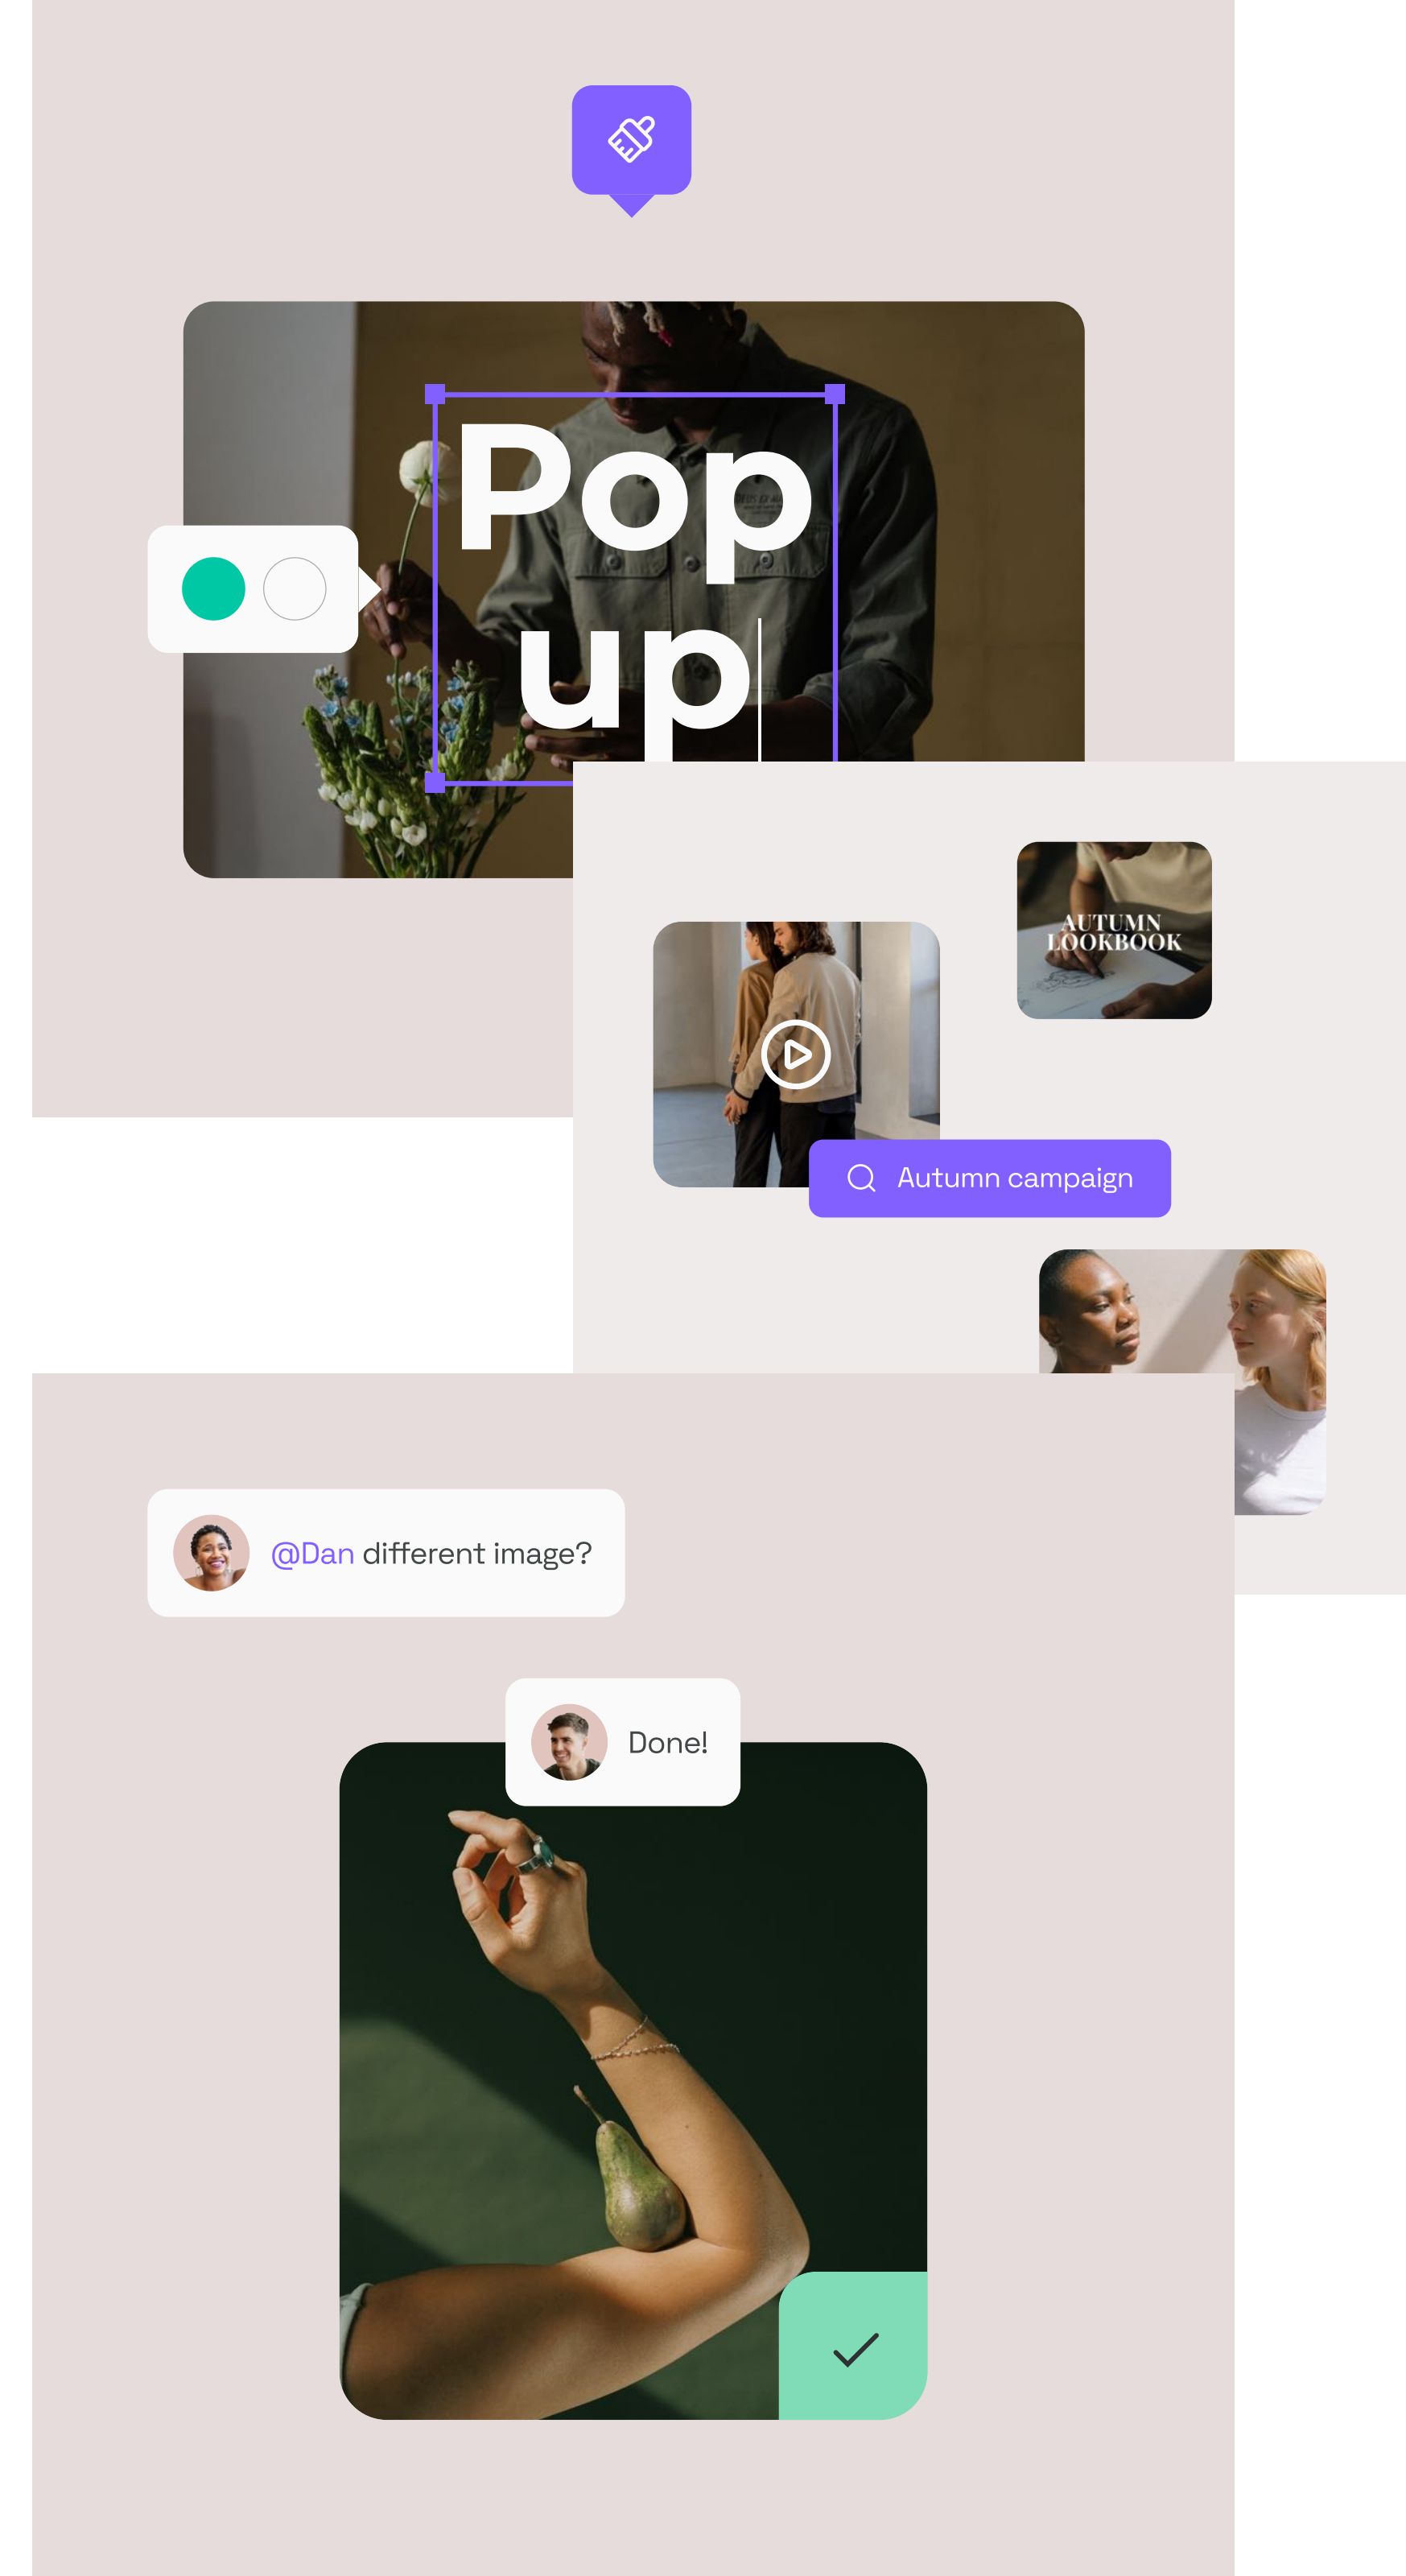 Pop
up
AUTUMN
LOOKBOOK
Autumn campaign
@Dan different image?
Done!